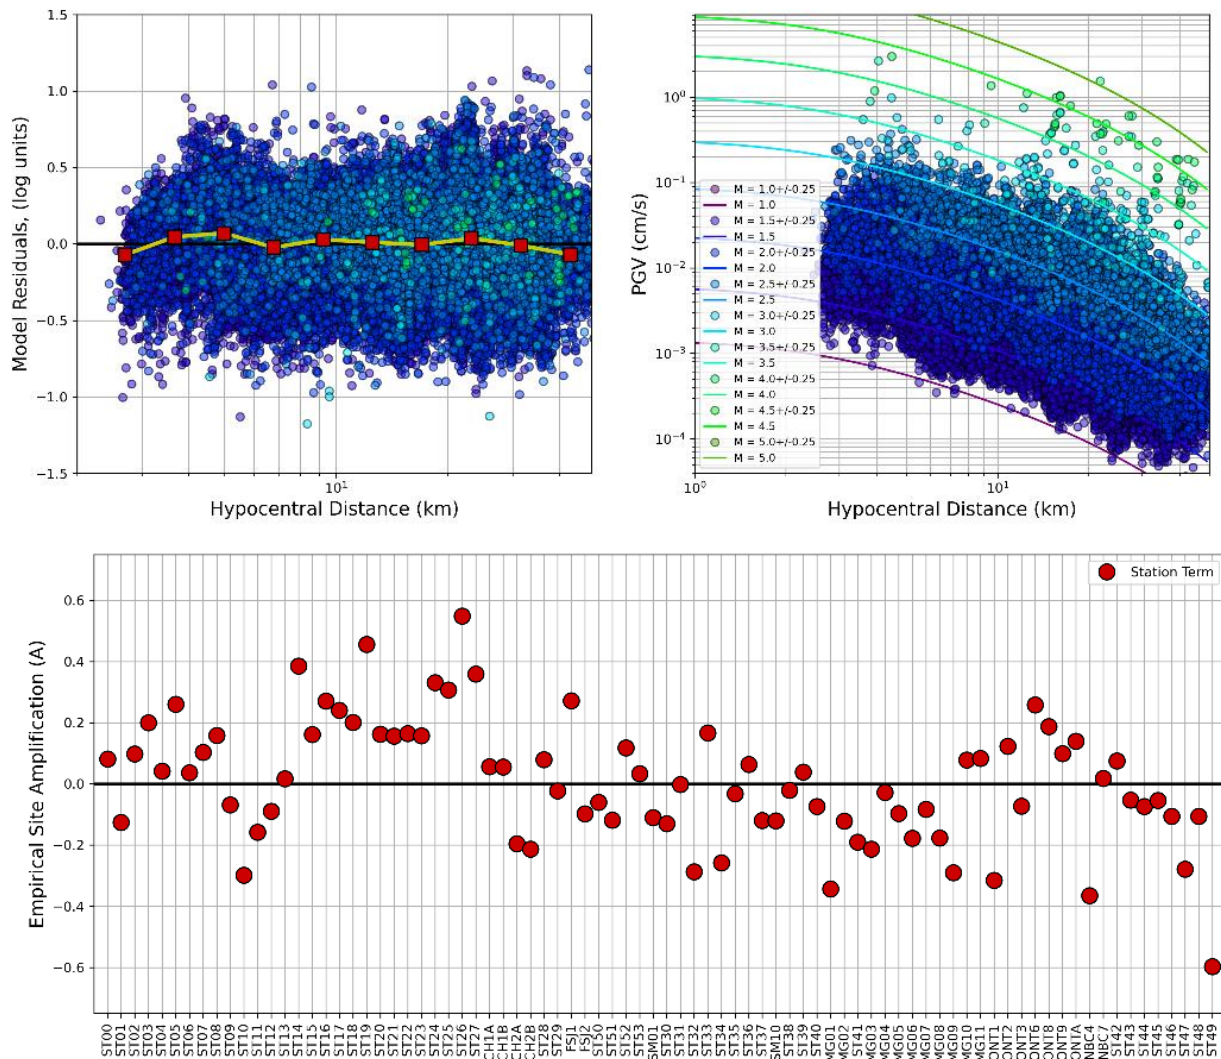 1.5
1.0
0.5
0.0
−0.5
−1.0
−1.5
Model Residuals, (log units)
10¹
Hypocentral Distance (km)
10⁰
10⁻¹
10⁻²
10⁻³
10⁻⁴
PGV (cm/s)
M = 1.0+/-0.25
M = 1.0
M = 1.5+/-0.25
M = 1.5
M = 2.0+/-0.25
M = 2.0
M = 2.5+/-0.25
M = 2.5
M = 3.0+/-0.25
M = 3.0
M = 3.5+/-0.25
M = 3.5
M = 4.0+/-0.25
M = 4.0
M = 4.5+/-0.25
M = 4.5
M = 5.0+/-0.25
M = 5.0
10⁰
10¹
Hypocentral Distance (km)
Station Term
0.6
0.4
0.2
0.0
−0.2
−0.4
−0.6
Empirical Site Amplification (A)
ST00
ST01
ST02
ST03
ST04
ST05
ST06
ST07
ST08
ST09
ST10
ST11
ST12
ST13
ST14
ST15
ST16
ST17
ST18
ST19
ST20
ST21
ST22
ST23
ST24
ST25
ST26
ST27
CH1A
CH1B
CH2A
CH2B
ST28
ST29
FSJ1
FSJ2
ST50
ST51
ST52
ST53
SM01
ST30
ST31
ST32
ST33
ST34
ST35
ST36
ST37
SM10
ST38
ST39
ST40
MG01
MG02
ST41
MG03
MG04
MG05
MG06
MG07
MG08
MG09
MG10
MG11
ONT1
ONT2
ONT3
ONT6
ONT8
ONT9
ONTA
NBC4
BC7
ST42
ST43
ST44
ST45
ST46
ST47
ST48
ST49